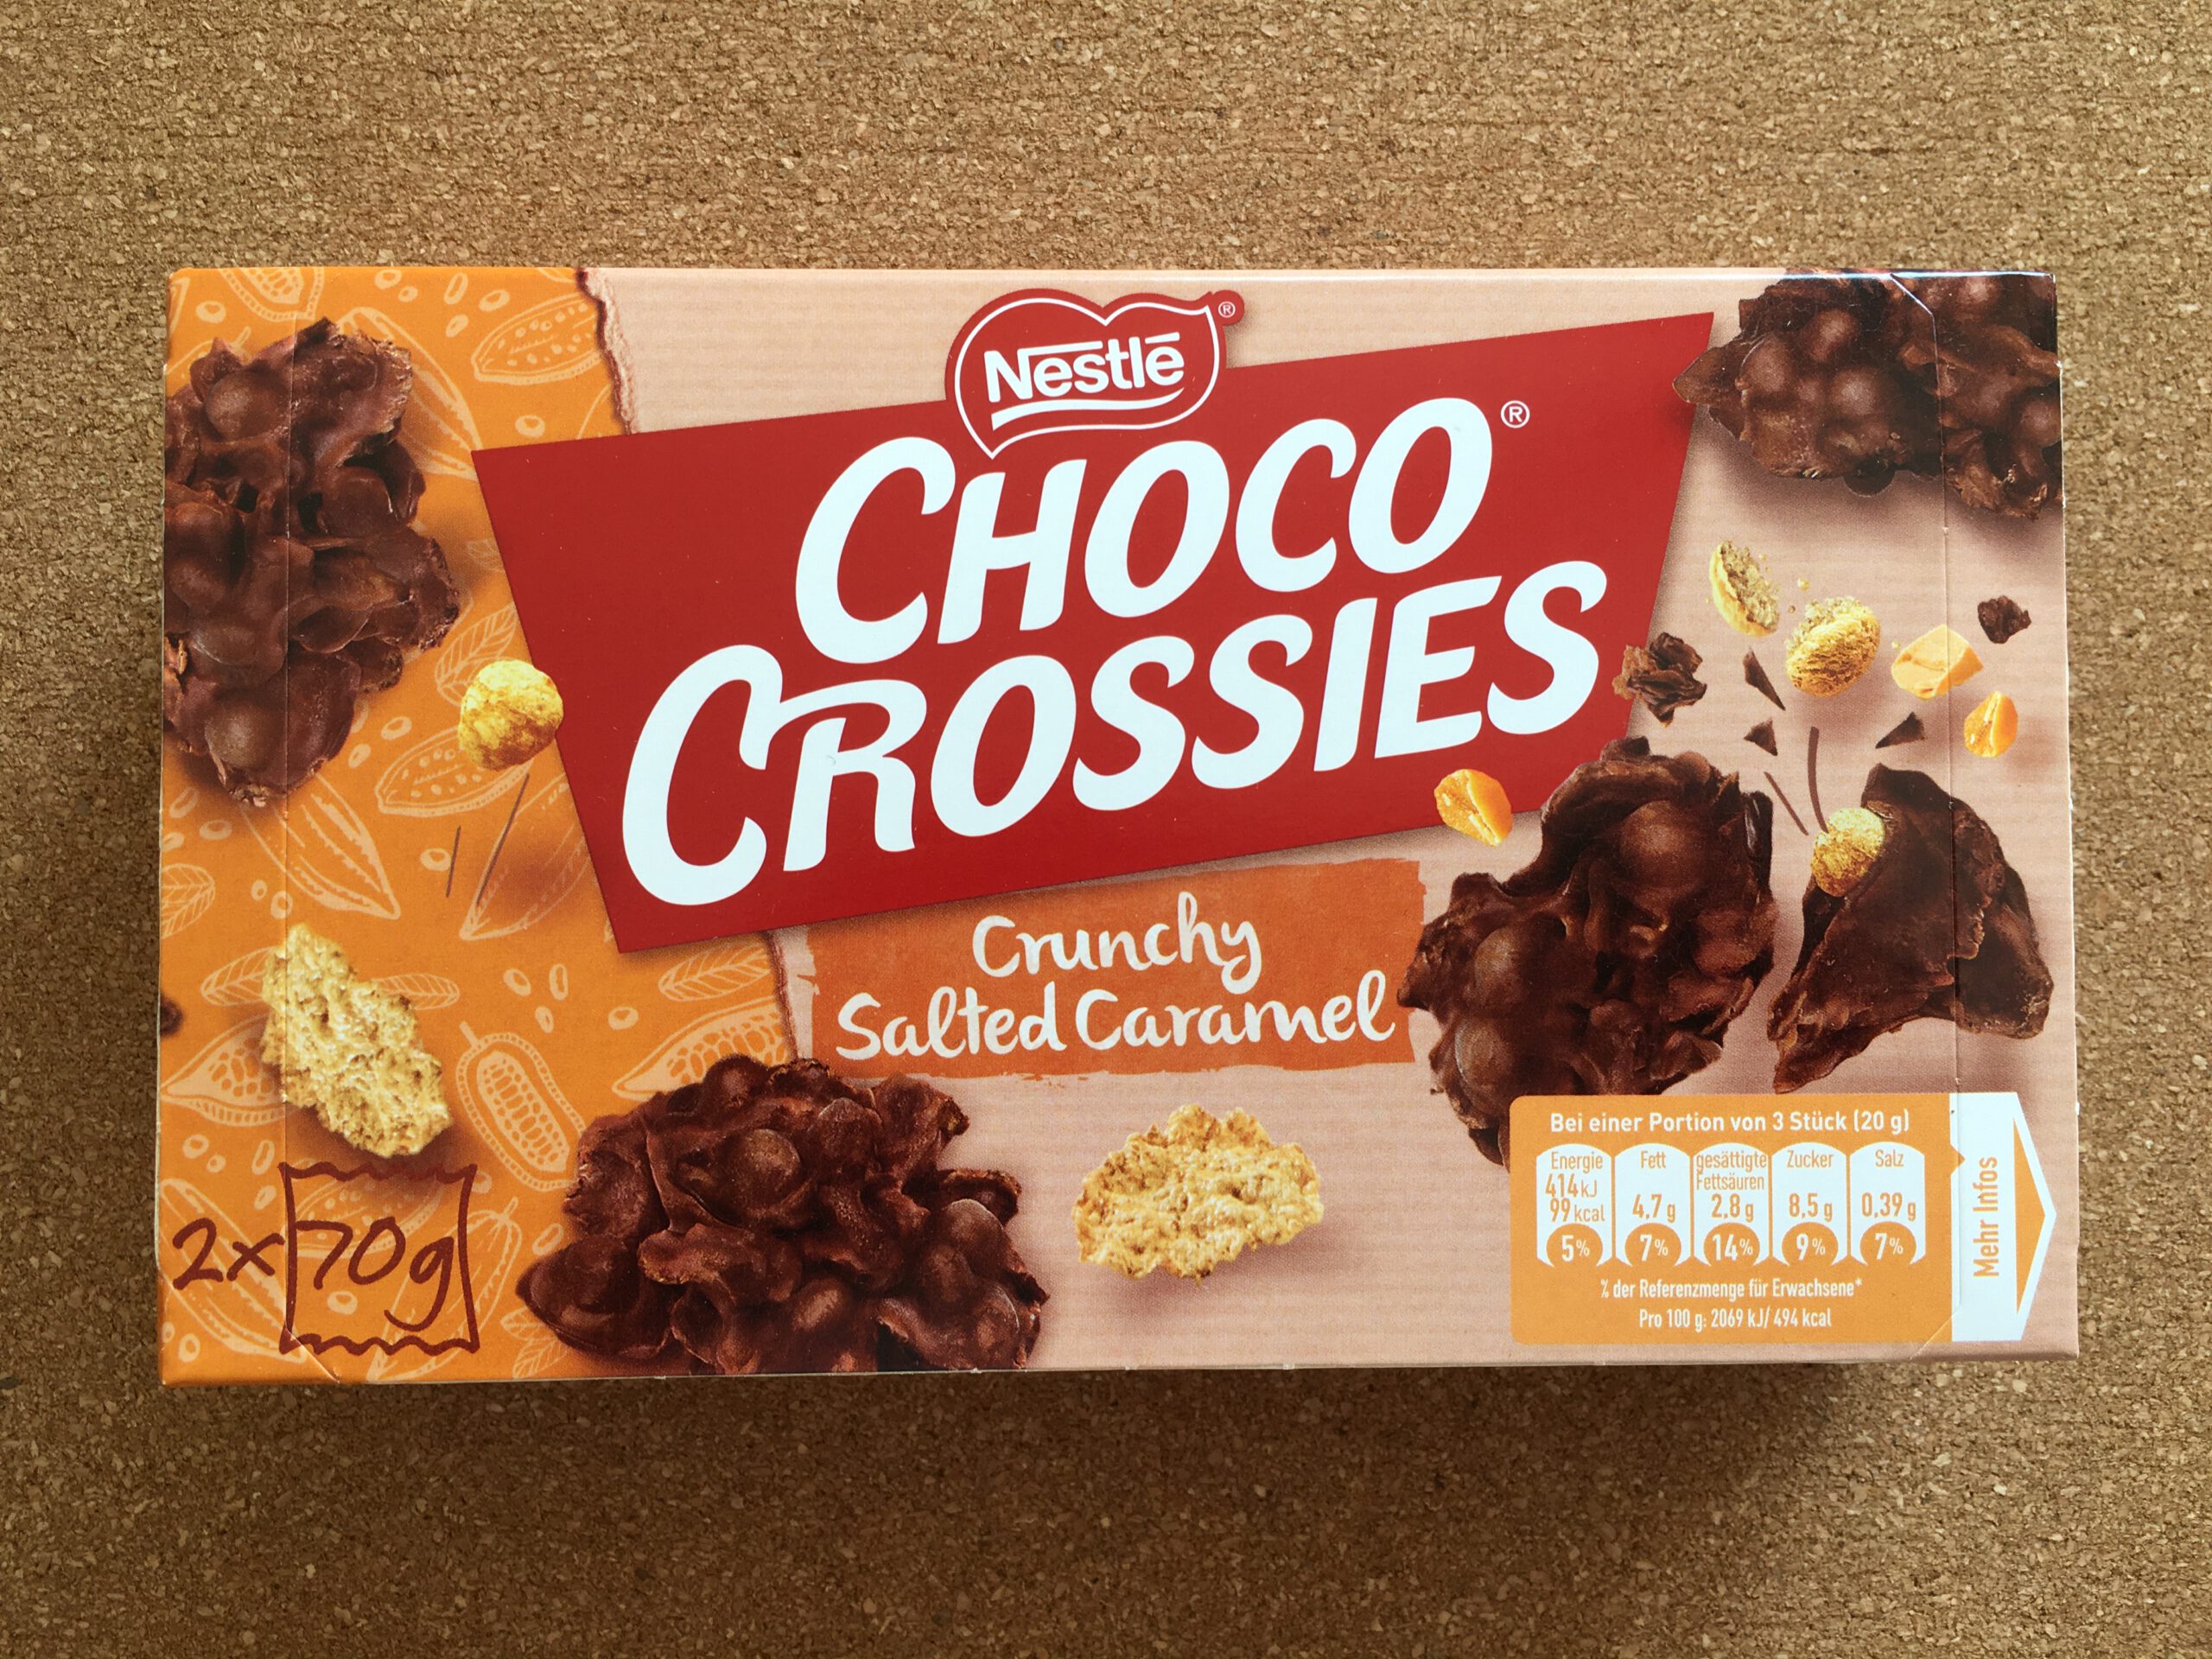 Nestlé ®
CHOCO®
CROSSIES
Crunchy
Salted Caramel
2x70g
Bei einer Portion von 3 Stück (20 g)
Energie
414 kJ
99 kcal
5%
Fett
4,7 g
7%
gesättigte
Fettsäuren
2,8 g
14%
Zucker
8,5 g
9%
Salz
0,39 g
7%
% der Referenzmenge für Erwachsene*
Pro 100 g: 2069 kJ/ 494 kcal
Mehr Infos